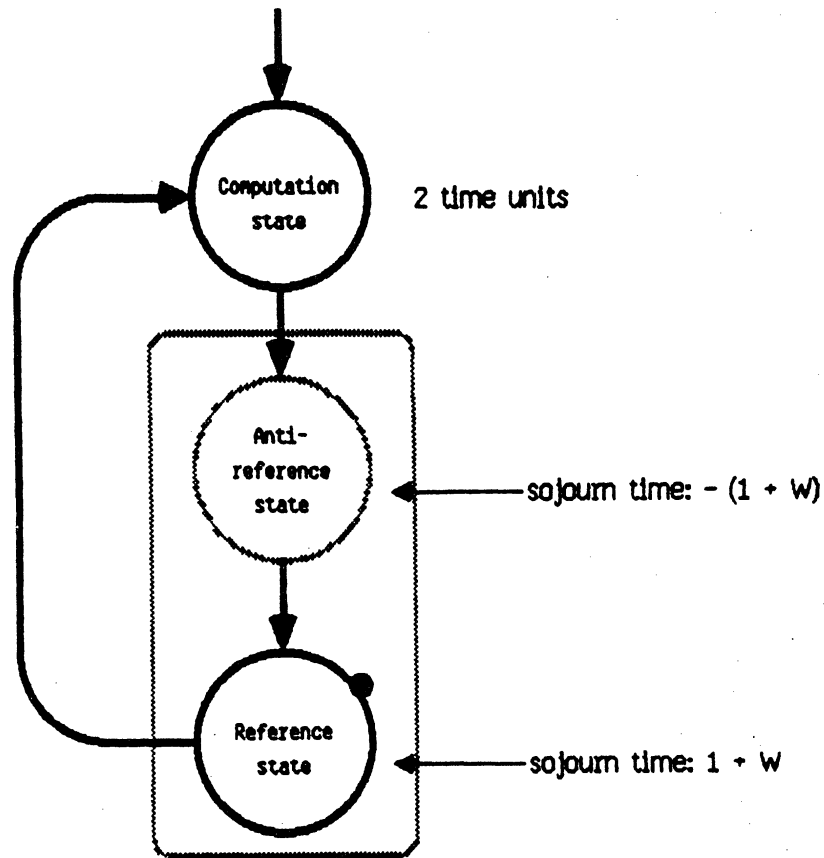 Computation
state
2 time units
Anti-
reference
state
sojourn time: - (1 + W)
Reference
state
sojourn time: 1 + W